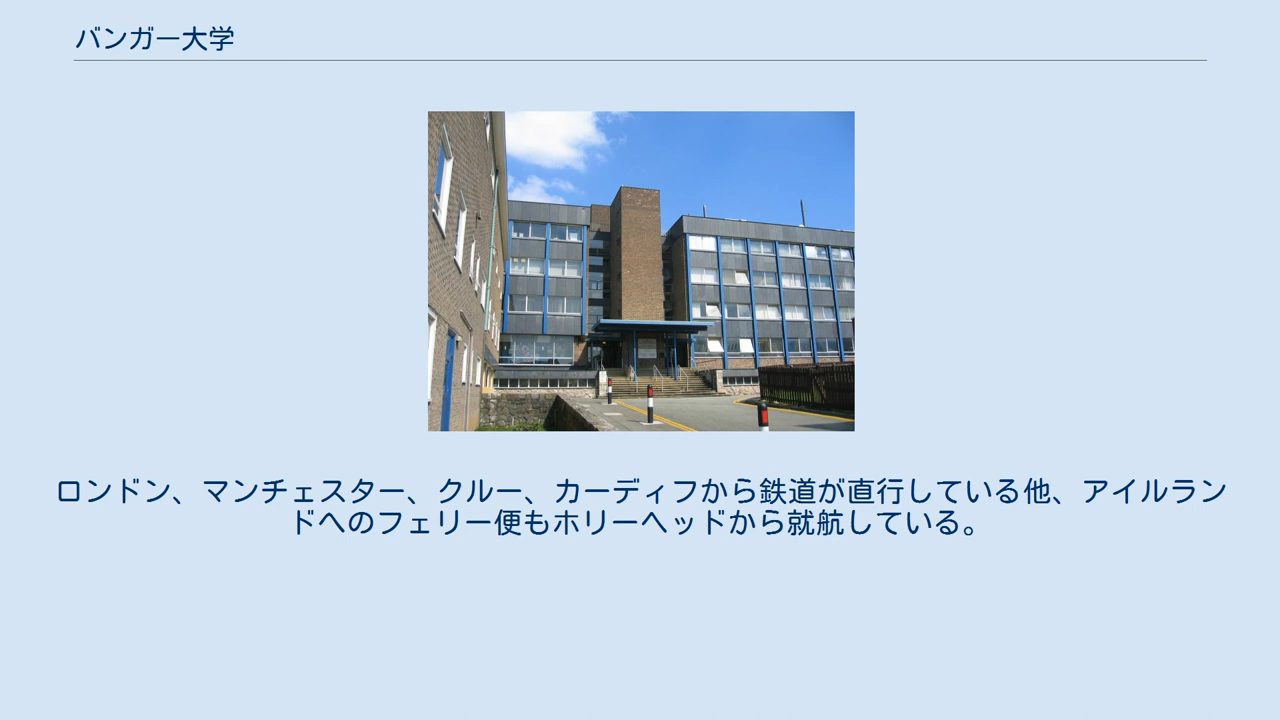 バンガー大学
ロンドン、マンチェスター、クルー、カーディフから鉄道が直行している他、アイルラン
ドへのフェリー便もホリーヘッドから就航している。